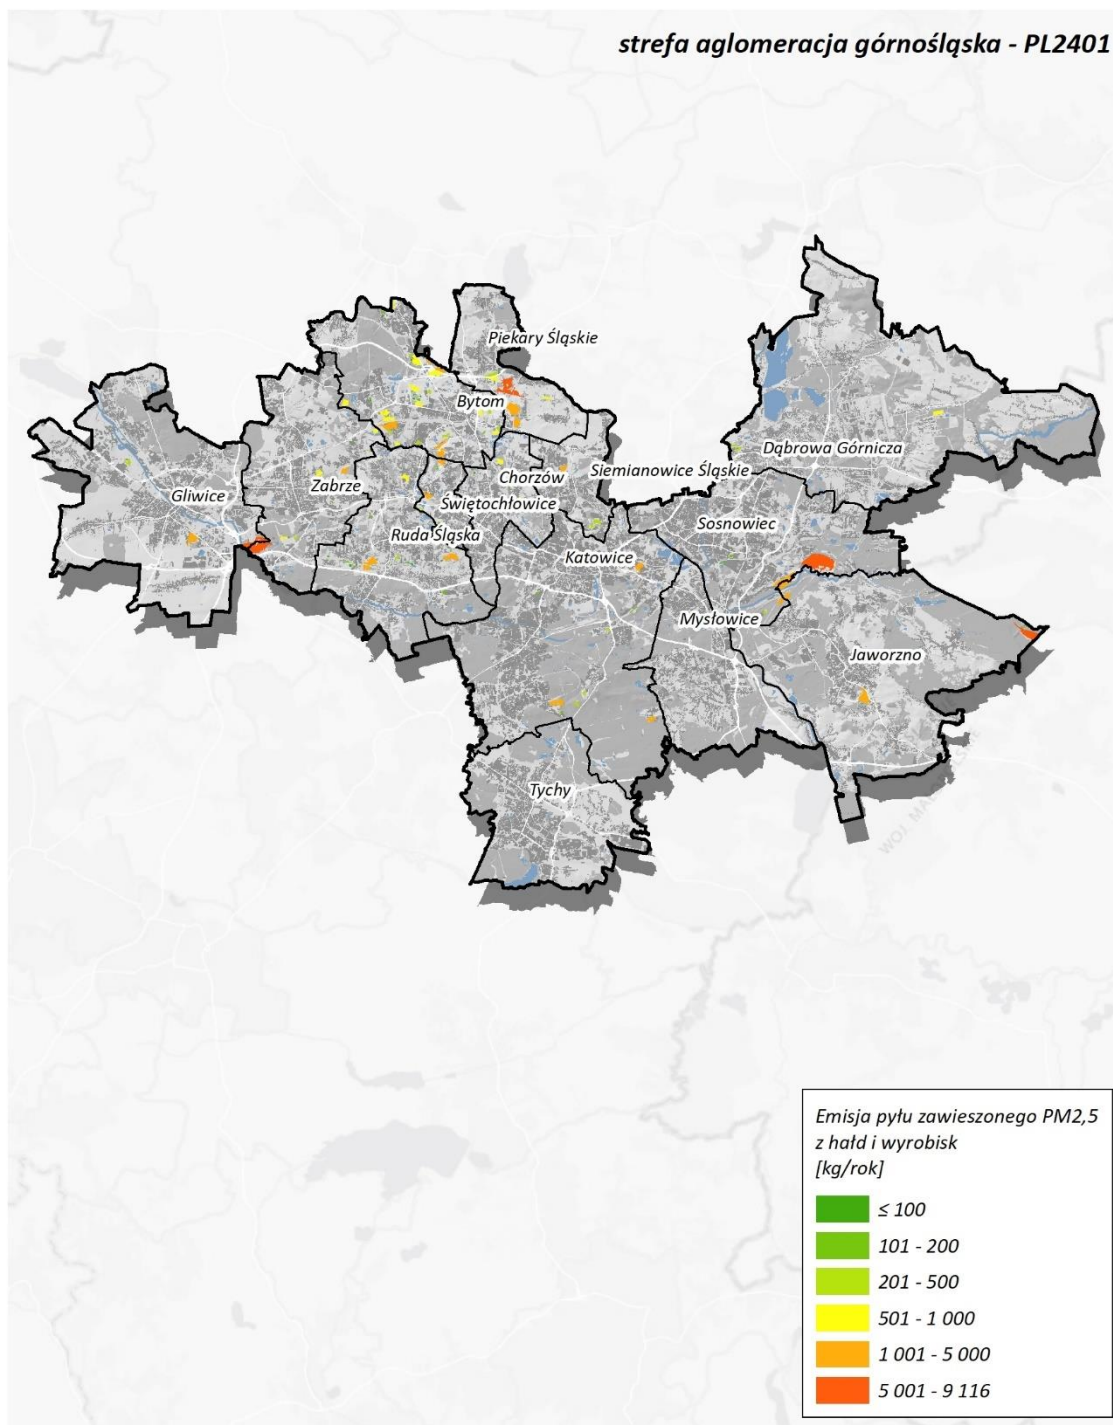 strefa aglomeracja górnośląska - PL2401
Piekary Śląskie
Bytom
Dąbrowa Górnicza
Siemianowice Śląskie
Chorzów
Zabrze
Gliwice
Świętochłowice
Sosnowiec
Ruda Śląska
Katowice
Mysłowice
Jaworzno
Tychy
Emisja pyłu zawieszonego PM2,5
z hałd i wyrobisk
[kg/rok]
≤ 100
101 - 200
201 - 500
501 - 1 000
1 001 - 5 000
5 001 - 9 116